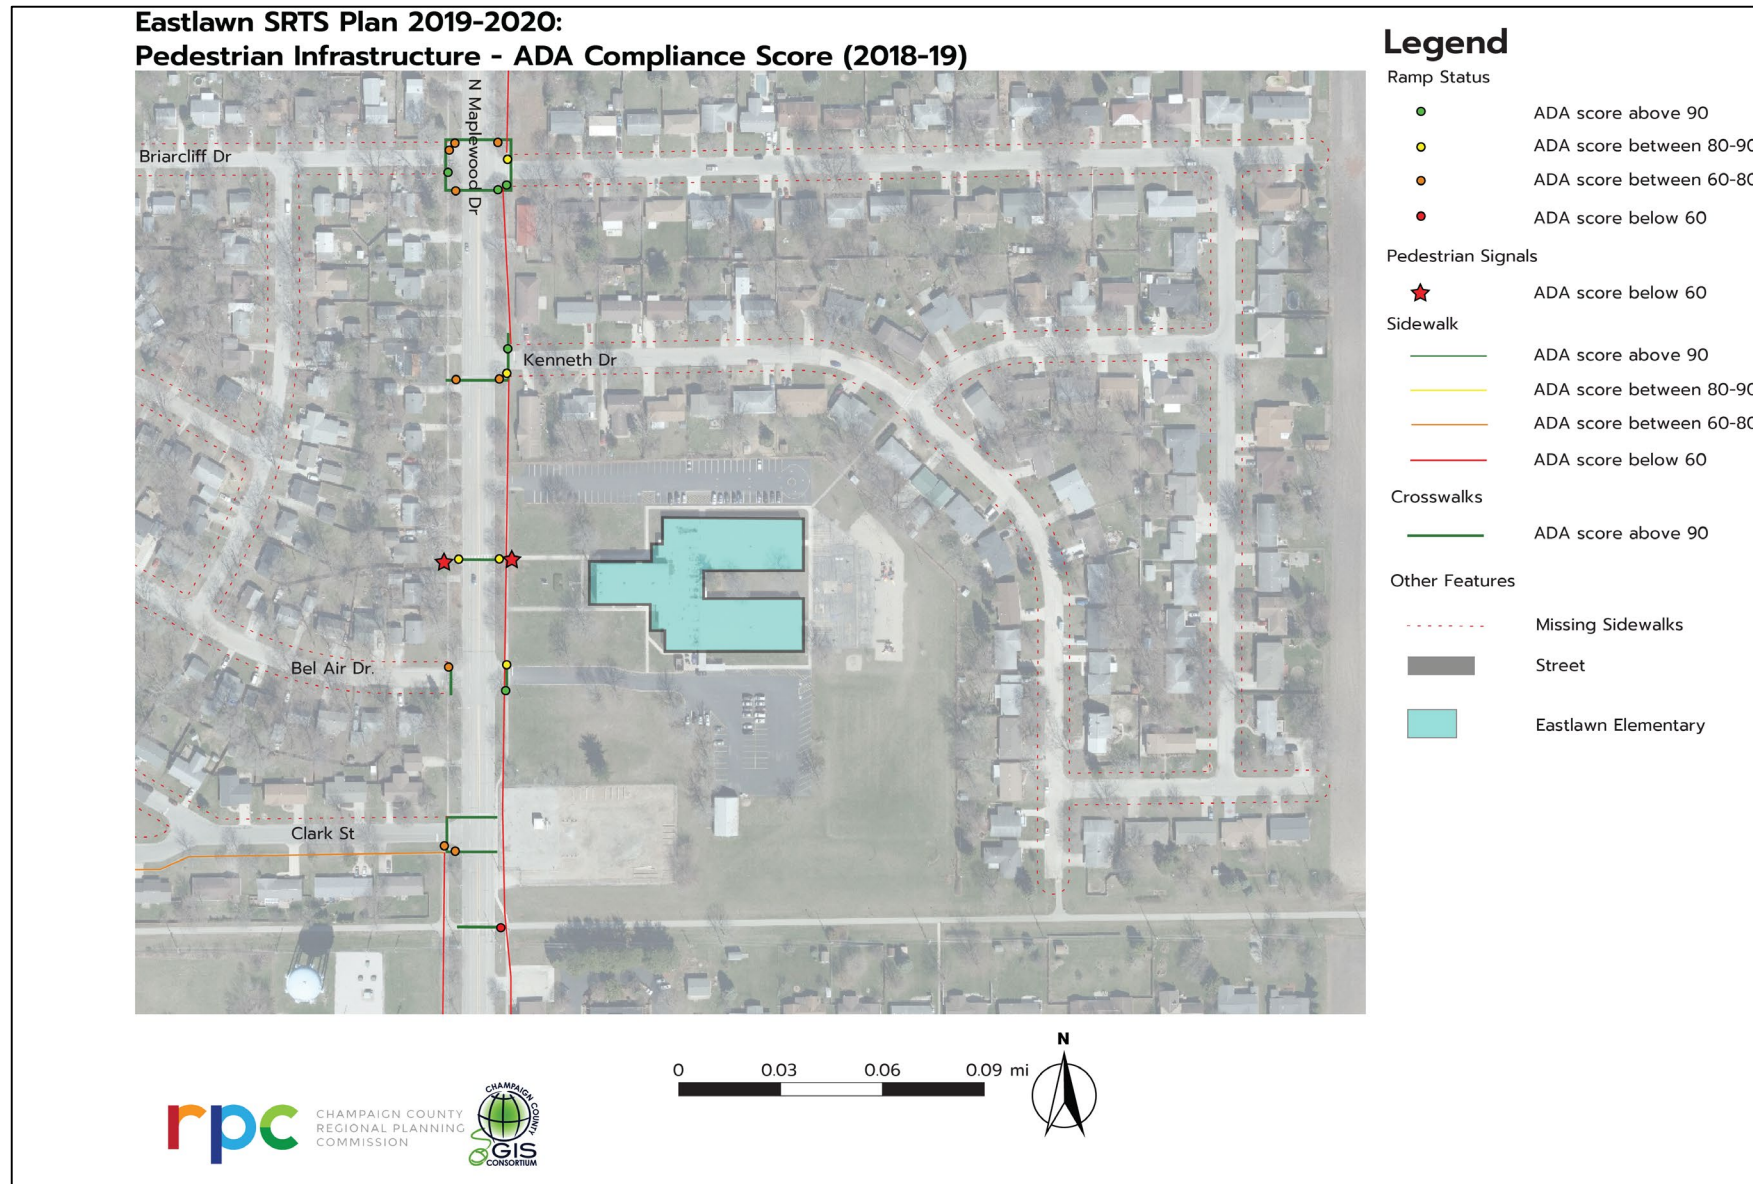 Eastlawn SRTS Plan 2019-2020:
Pedestrian Infrastructure - ADA Compliance Score (2018-19)
N Maplewood Dr
Briarcliff Dr
Kenneth Dr
Bel Air Dr.
Clark St
Legend
Ramp Status
ADA score above 90
ADA score between 80-90
ADA score between 60-80
ADA score below 60
Pedestrian Signals
ADA score below 60
Sidewalk
ADA score above 90
ADA score between 80-90
ADA score between 60-80
ADA score below 60
Crosswalks
ADA score above 90
Other Features
Missing Sidewalks
Street
Eastlawn Elementary
0 0.03 0.06 0.09 mi
N
rpc
CHAMPAIGN COUNTY
REGIONAL PLANNING
COMMISSION
CHAMPAIGN COUNTY
GIS
CONSORTIUM